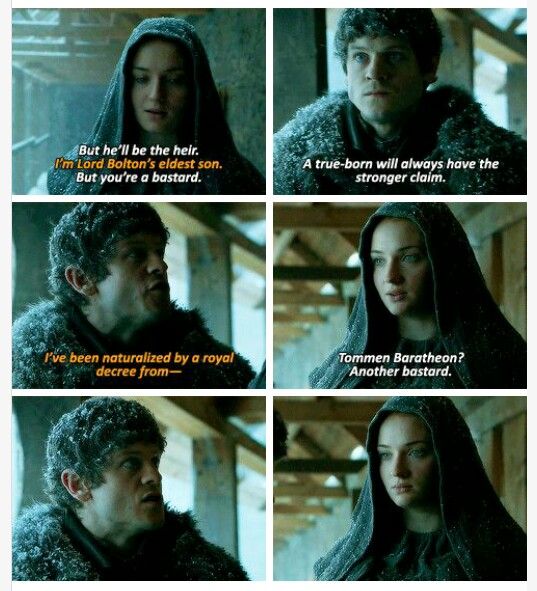 But he'll be the heir.
I'm Lord Bolton's eldest son.
But you're a bastard.
A true-born will always have the
stronger claim.
I've been naturalized by a royal
decree from—
Tommen Baratheon?
Another bastard.